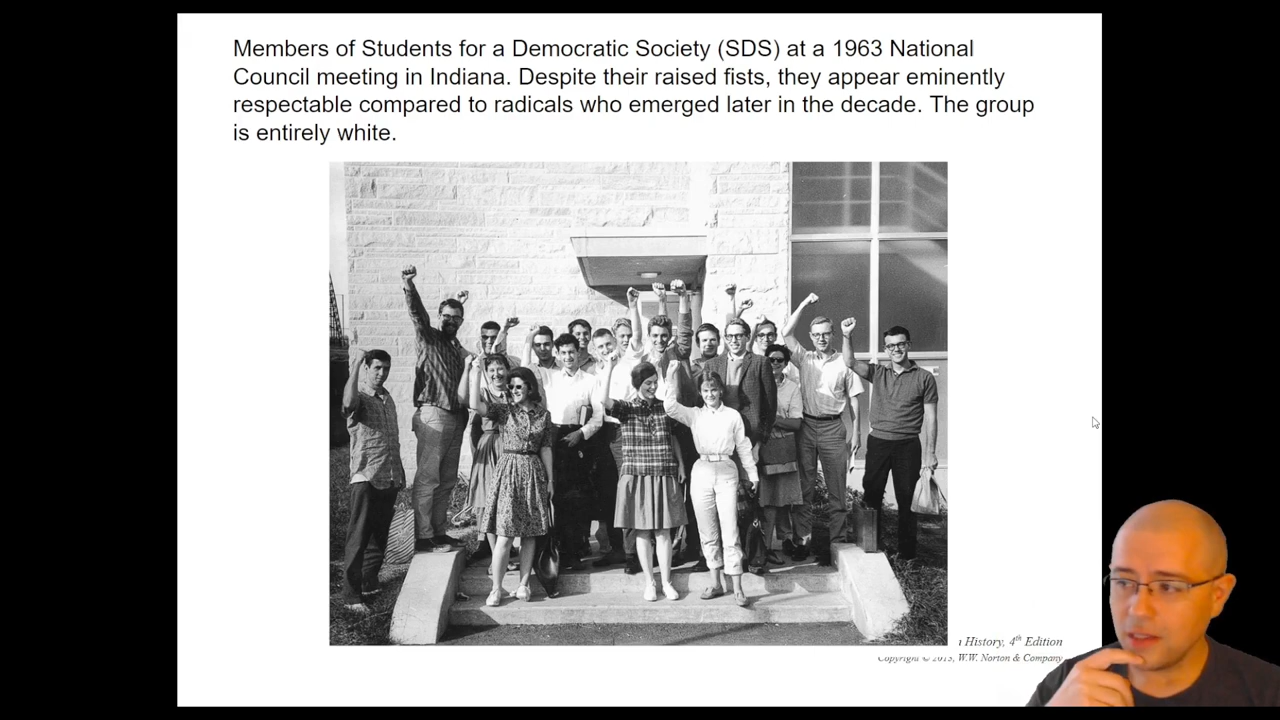 Members of Students for a Democratic Society (SDS) at a 1963 National
Council meeting in Indiana. Despite their raised fists, they appear eminently
respectable compared to radicals who emerged later in the decade. The group
is entirely white.
History, 4th Edition
Copyright © 2013, W.W. Norton & Company